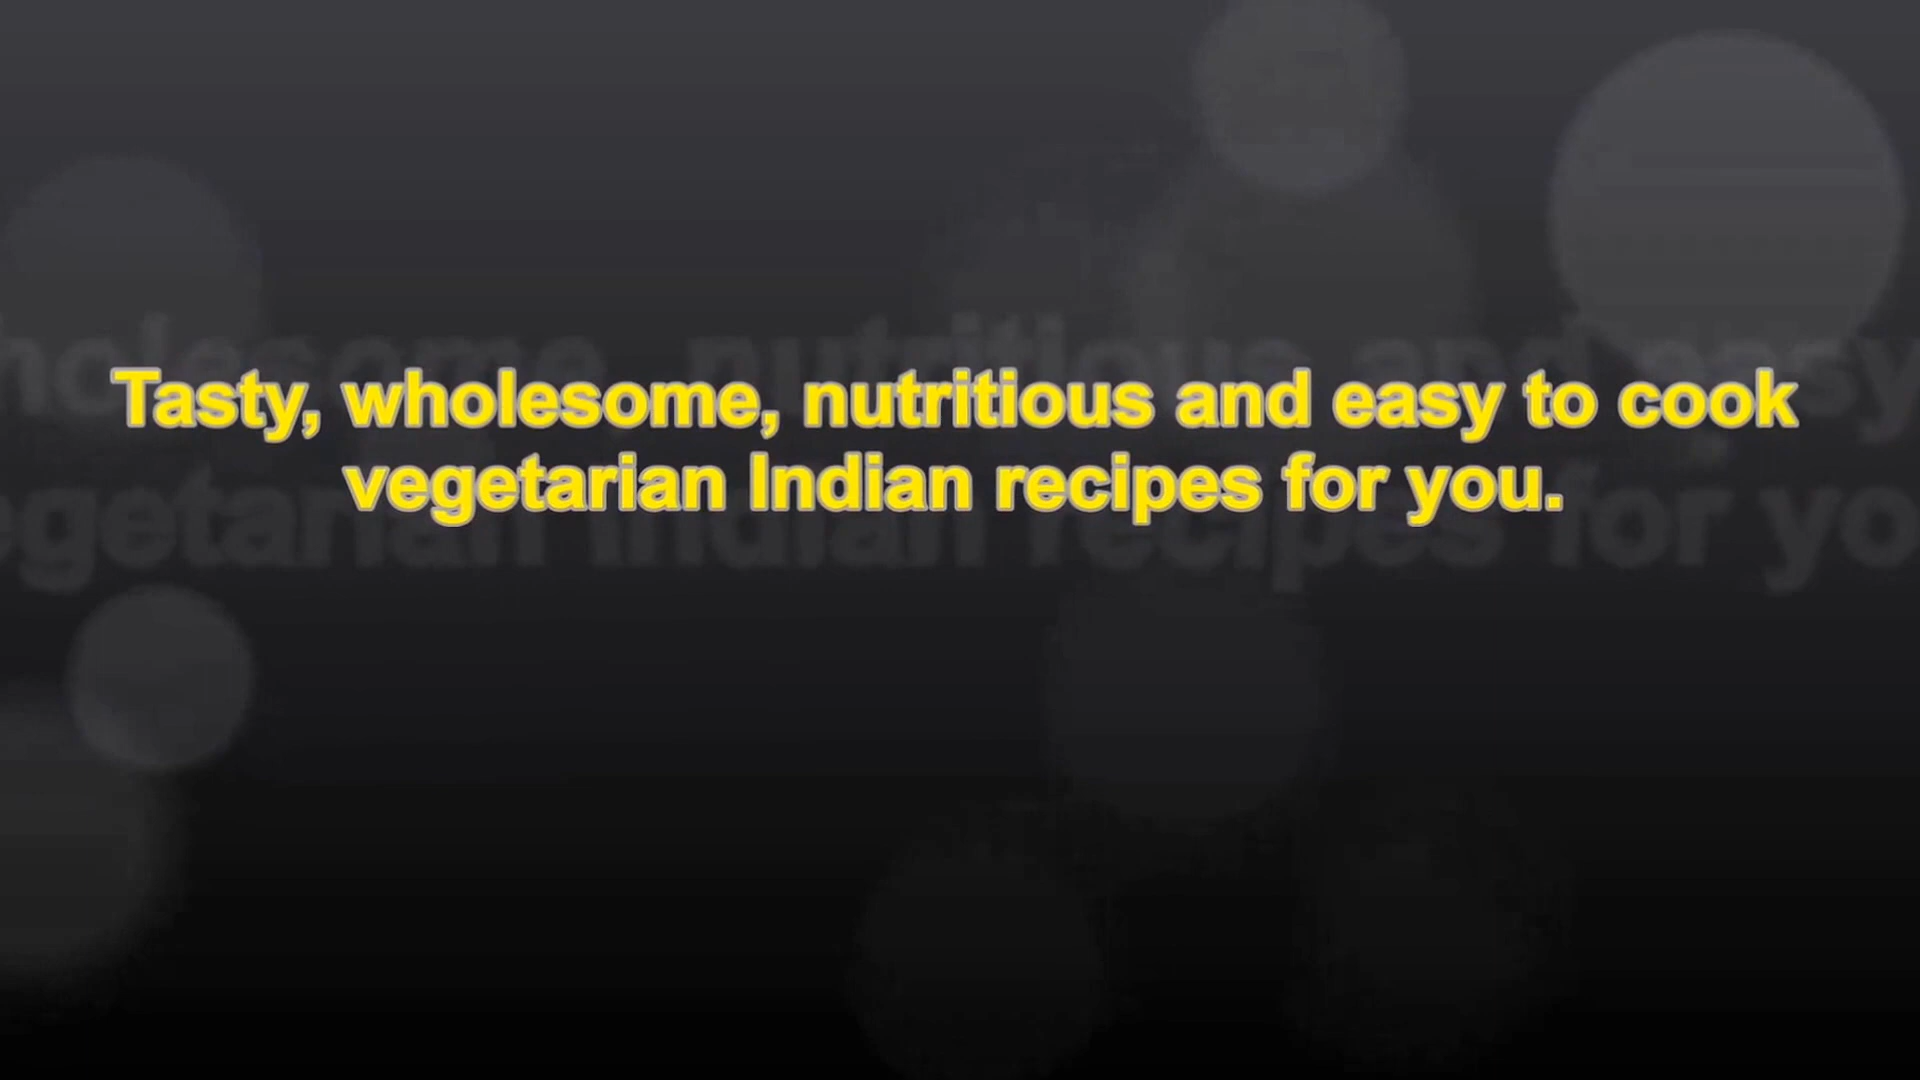 Tasty, wholesome, nutritious and easy to cook
vegetarian Indian recipes for you.